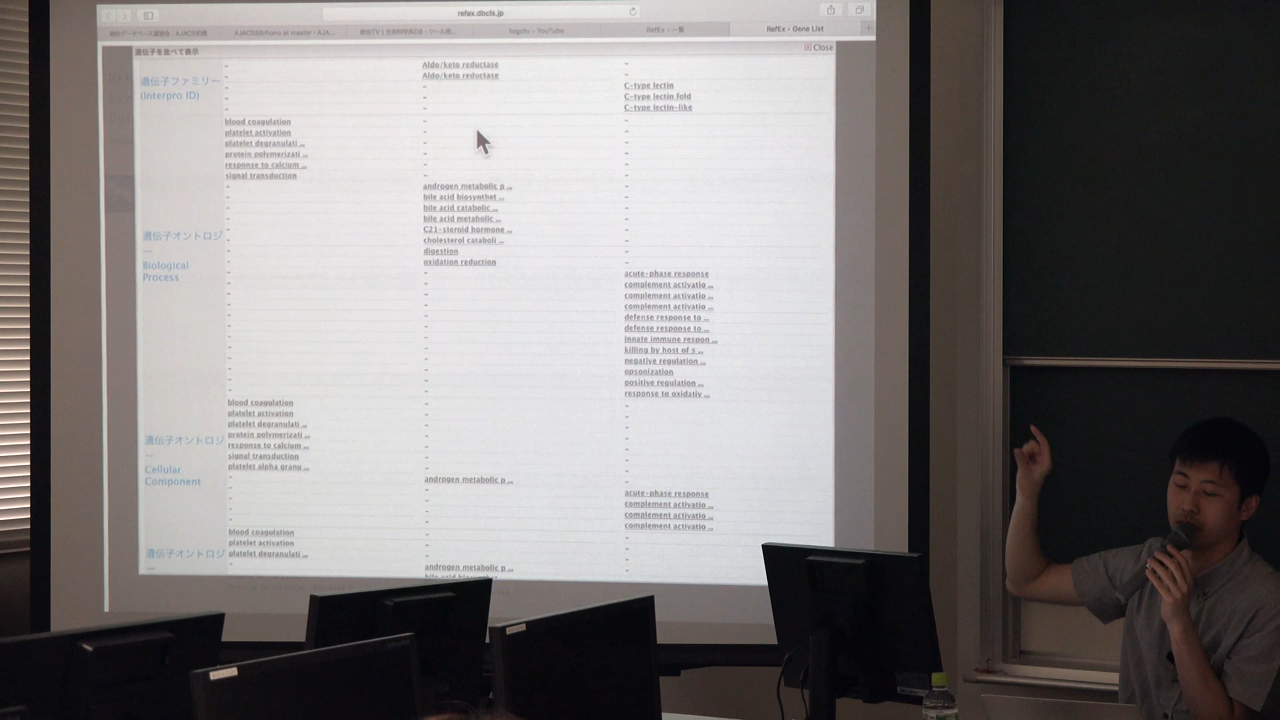 refex.dbcls.jp
bogotv - YouTube
RefEx - 一覧
RefEx - Gene List
遺伝子を並べて表示
Close
Aldo/keto reductase
Aldo/keto reductase
遺伝子ファミリー
(Interpro ID)
C-type lectin
C-type lectin fold
C-type lectin-like
blood coagulation
platelet activation
platelet degranulati ...
protein polymerizati ...
response to calcium ...
signal transduction
androgen metabolic p ...
bile acid biosynthet ...
bile acid catabolic ...
bile acid metabolic ...
C21-steroid hormone ...
cholesterol cataboli ...
digestion
oxidation reduction
遺伝子オントロジ
ー
Biological
Process
acute-phase response
complement activatio ...
complement activatio ...
complement activatio ...
defense response to ...
defense response to ...
innate immune respon ...
killing by host of s ...
negative regulation ...
opsonization
positive regulation ...
response to oxidativ ...
blood coagulation
platelet activation
platelet degranulati ...
protein polymerizati ...
response to calcium ...
signal transduction
platelet alpha granu ...
遺伝子オントロジ
ー
Cellular
Component
androgen metabolic p ...
acute-phase response
complement activatio ...
complement activatio ...
complement activatio ...
blood coagulation
platelet activation
platelet degranulati ...
遺伝子オントロジ
ー
androgen metabolic p ...